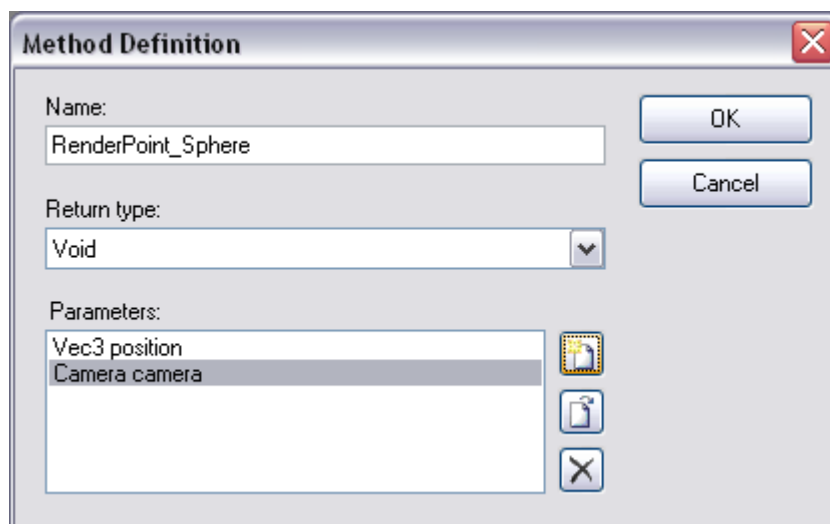 Method Definition
Name:
OK
RenderPoint_Sphere
Cancel
Return type:
Void
Parameters:
Vec3 position
Camera camera